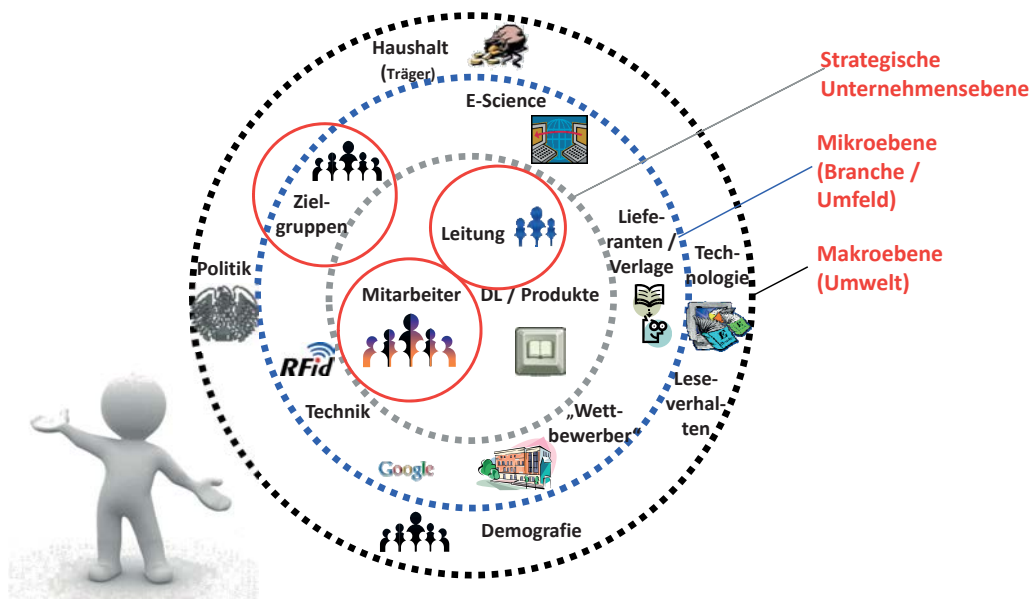 Haushalt
(Träger)
E-Science
Ziel-
gruppen
Leitung
Liefe-
ranten /
Verlage
Tech-
nologie
Politik
Mitarbeiter
DL / Produkte
RFid
Technik
Lese-
verhal-
ten
„Wett-
bewerber“
Google
Demografie
Strategische
Unternehmensebene
Mikroebene
(Branche /
Umfeld)
Makroebene
(Umwelt)